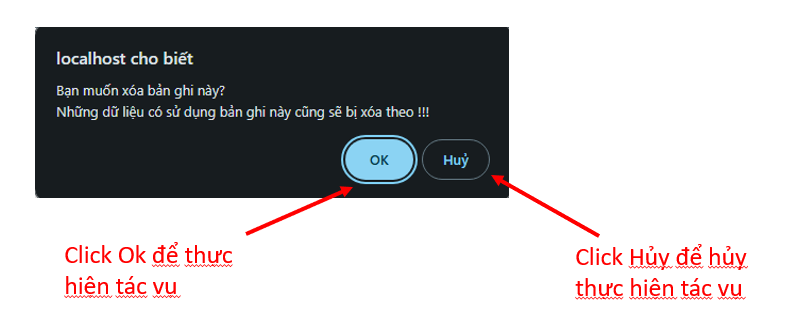 localhost cho biết
Bạn muốn xóa bản ghi này?
Những dữ liệu có sử dụng bản ghi này cũng sẽ bị xóa theo !!!
OK
Huỷ
Click Ok để thực
hiện tác vụ
Click Hủy để hủy
thực hiện tác vụ